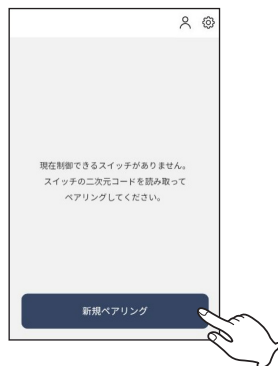 現在制御できるスイッチがありません。
スイッチの二次元コードを読み取って
ペアリングしてください。
新規ペアリング